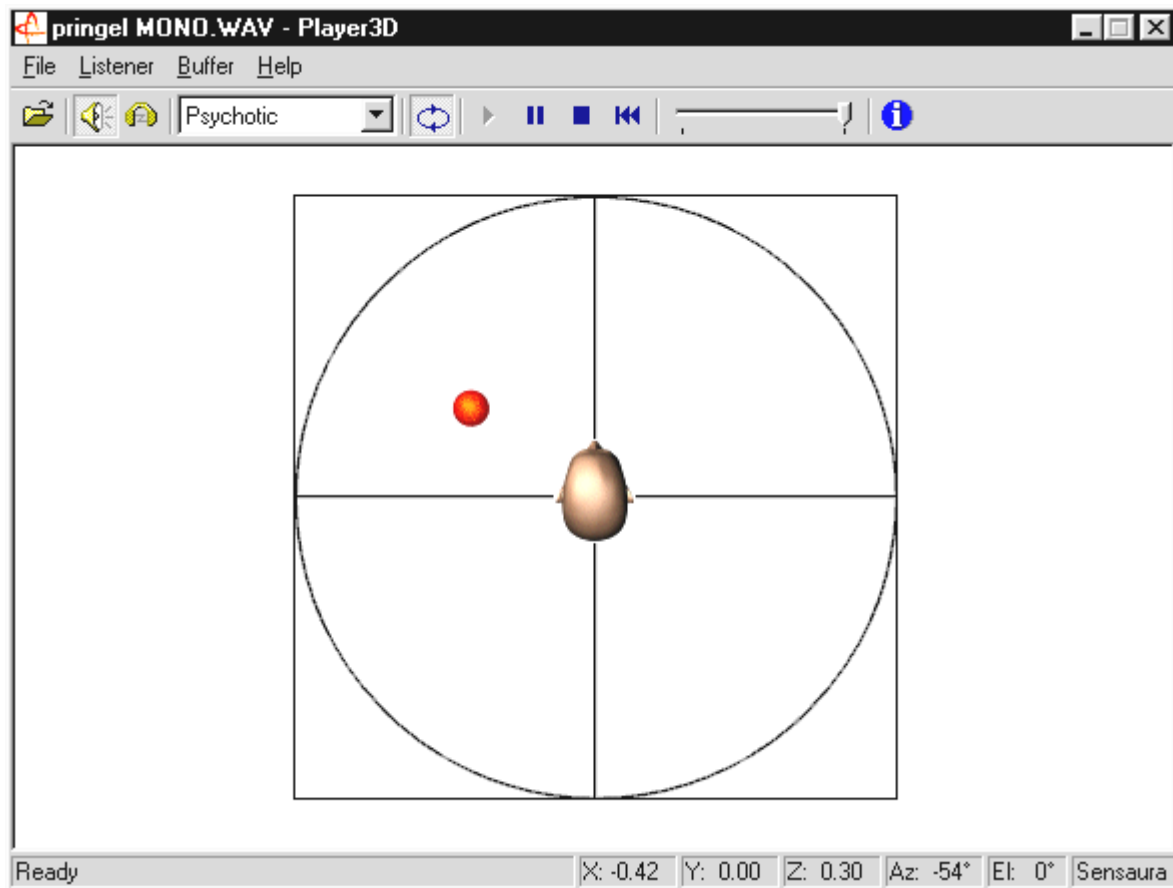 pringel MONO.WAV - Player3D
File Listener Buffer Help
Psychotic
Ready X: -0.42 Y: 0.00 Z: 0.30 Az: -54° El: 0° Sensaura